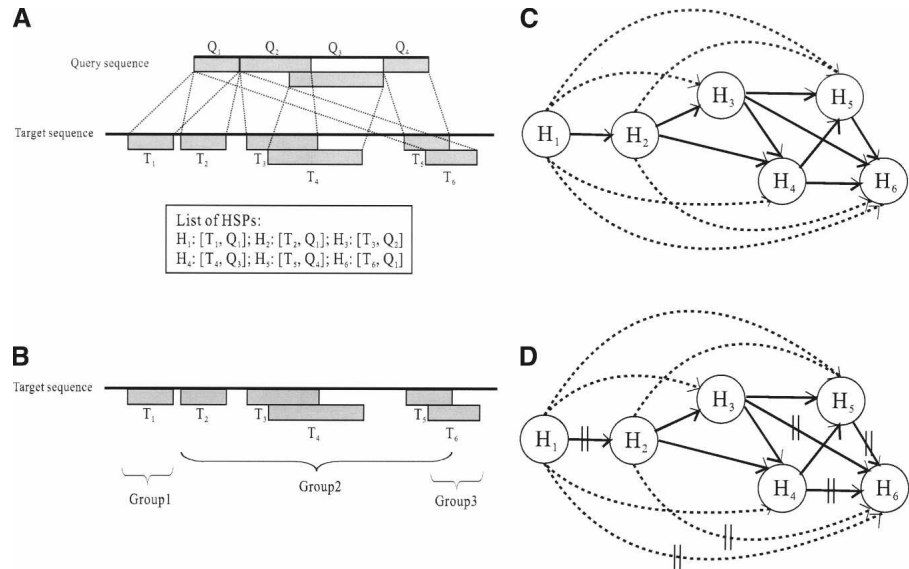 A
Q1 Q2 Q3 Q4
Query sequence
Target sequence
T1 T2 T3 T5
T4 T6
List of HSPs:
H1: [T1, Q1]; H2: [T2, Q1]; H3: [T3, Q2]
H4: [T4, Q3]; H5: [T5, Q4]; H6: [T6, Q1]
B
Target sequence
T1 T2 T3 T5
T4 T6
Group1
Group2
Group3
C
H1
H2
H3
H4
H5
H6
D
H1
H2
H3
H4
H5
H6